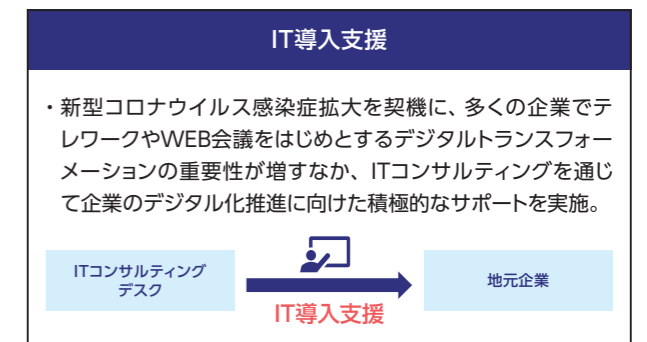 IT導入支援
・新型コロナウイルス感染症拡大を契機に、多くの企業でテ
レワークやWEB会議をはじめとするデジタルトランスフォー
メーションの重要性が増すなか、ITコンサルティングを通じ
て企業のデジタル化推進に向けた積極的なサポートを実施。
ITコンサルティング
デスク
IT導入支援
地元企業